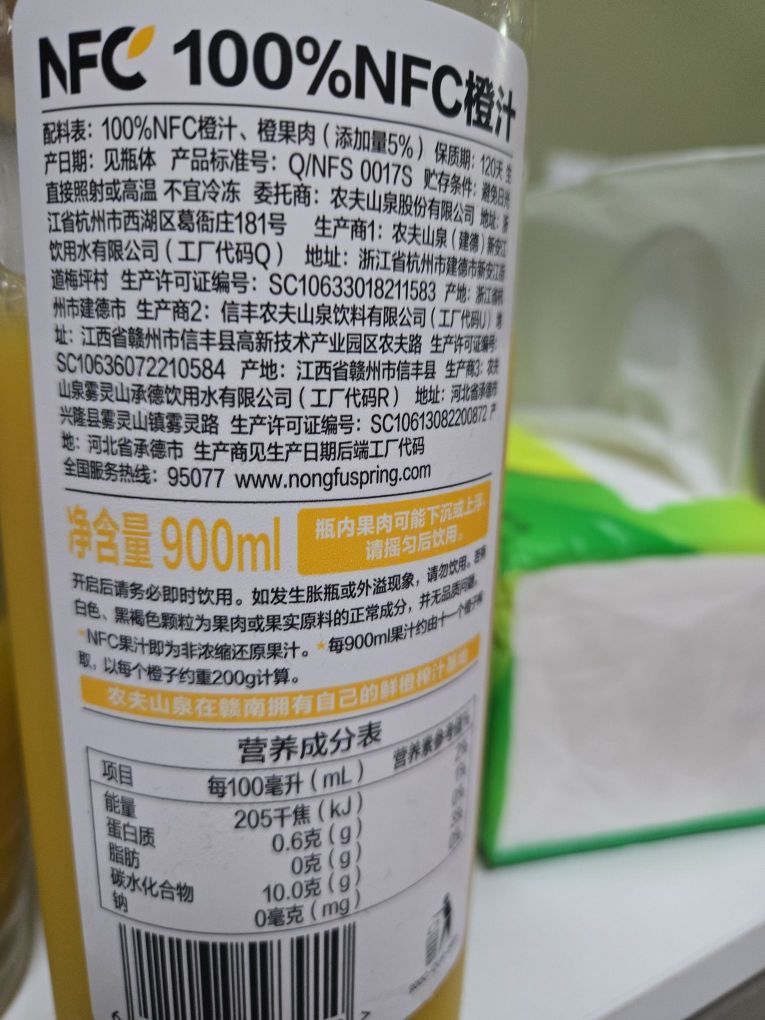 NFC 100%NFC橙汁
配料表：100%NFC橙汁、橙果肉（添加量5%） 保质期：120天 生
产日期：见瓶体 产品标准号：Q/NFS 0017S 贮存条件：避免日光
直接照射或高温 不宜冷冻 委托商：农夫山泉股份有限公司 地址：浙
江省杭州市西湖区葛衙庄181号 生产商1：农夫山泉（建德）新安江
饮用水有限公司（工厂代码Q） 地址：浙江省杭州市建德市新安江街
道梅坪村 生产许可证编号：SC10633018211583 产地：浙江省杭
州市建德市 生产商2：信丰农夫山泉饮料有限公司（工厂代码U）地
址：江西省赣州市信丰县高新技术产业园区农夫路 生产许可证编号：
SC10636072210584 产地：江西省赣州市信丰县 生产商3：农夫
山泉雾灵山承德饮用水有限公司（工厂代码R） 地址：河北省承德市
兴隆县雾灵山镇雾灵路 生产许可证编号：SC10613082200872 产
地：河北省承德市 生产商见生产日期后端工厂代码
全国服务热线：95077 www.nongfuspring.com
净含量 900ml
瓶内果肉可能下沉或上浮，
请摇匀后饮用。
开启后请务必即时饮用。如发生胀瓶或外溢现象，请勿饮用。若有
白色、黑褐色颗粒为果肉或果实原料的正常成分，并无品质问题。
*NFC果汁即为非浓缩还原果汁。*每900ml果汁约由十一个橙子榨
取，以每个橙子约重200g计算。
农夫山泉在赣南拥有自己的鲜橙榨汁基地
营养成分表
项目 每100毫升（mL） 营养素参考值%
能量 205千焦（kJ） 2%
蛋白质 0.6克（g） 1%
脂肪 0克（g） 0%
碳水化合物 10.0克（g） 3%
钠 0毫克（mg） 0%